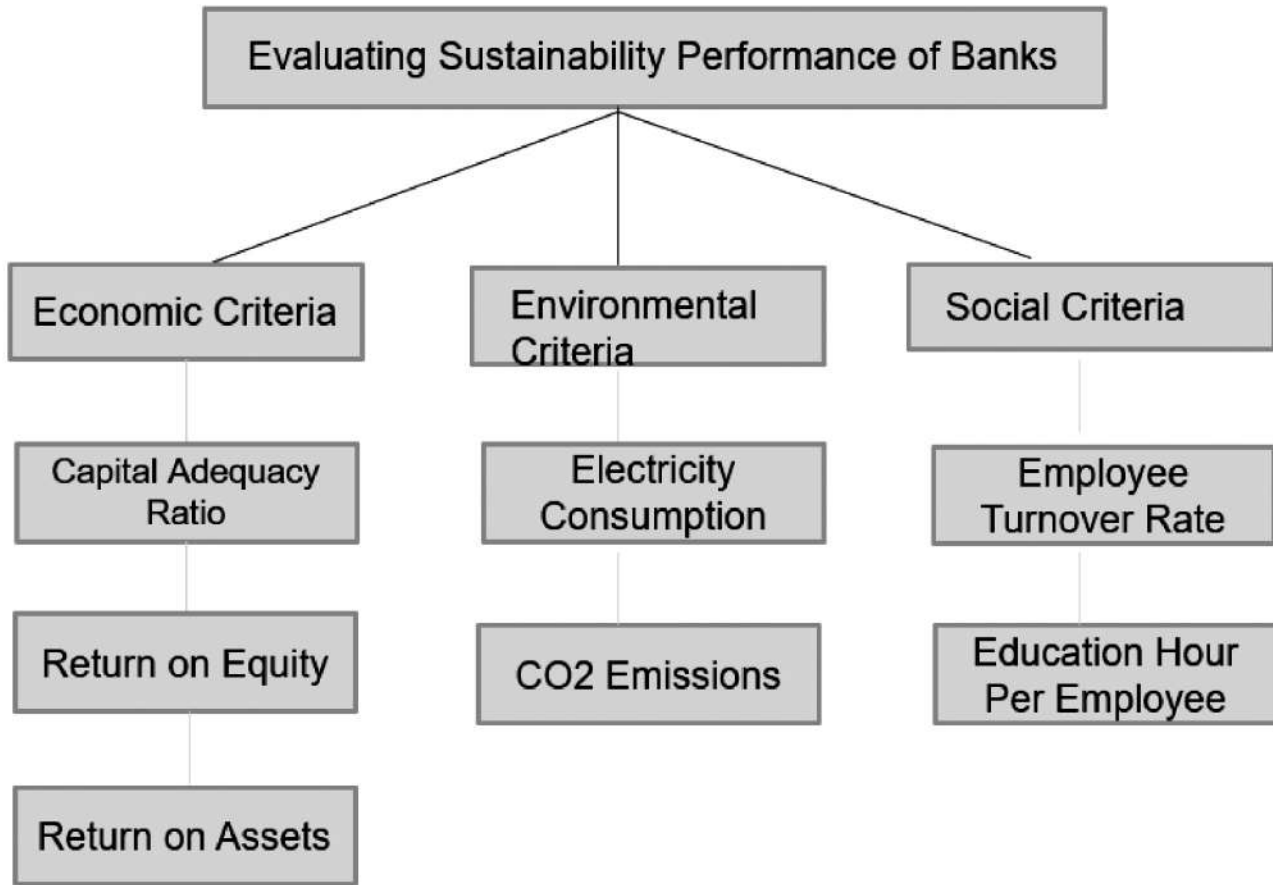 Evaluating Sustainability Performance of Banks
Economic Criteria
Environmental
Criteria
Social Criteria
Capital Adequacy
Ratio
Electricity
Consumption
Employee
Turnover Rate
Return on Equity
CO2 Emissions
Education Hour
Per Employee
Return on Assets